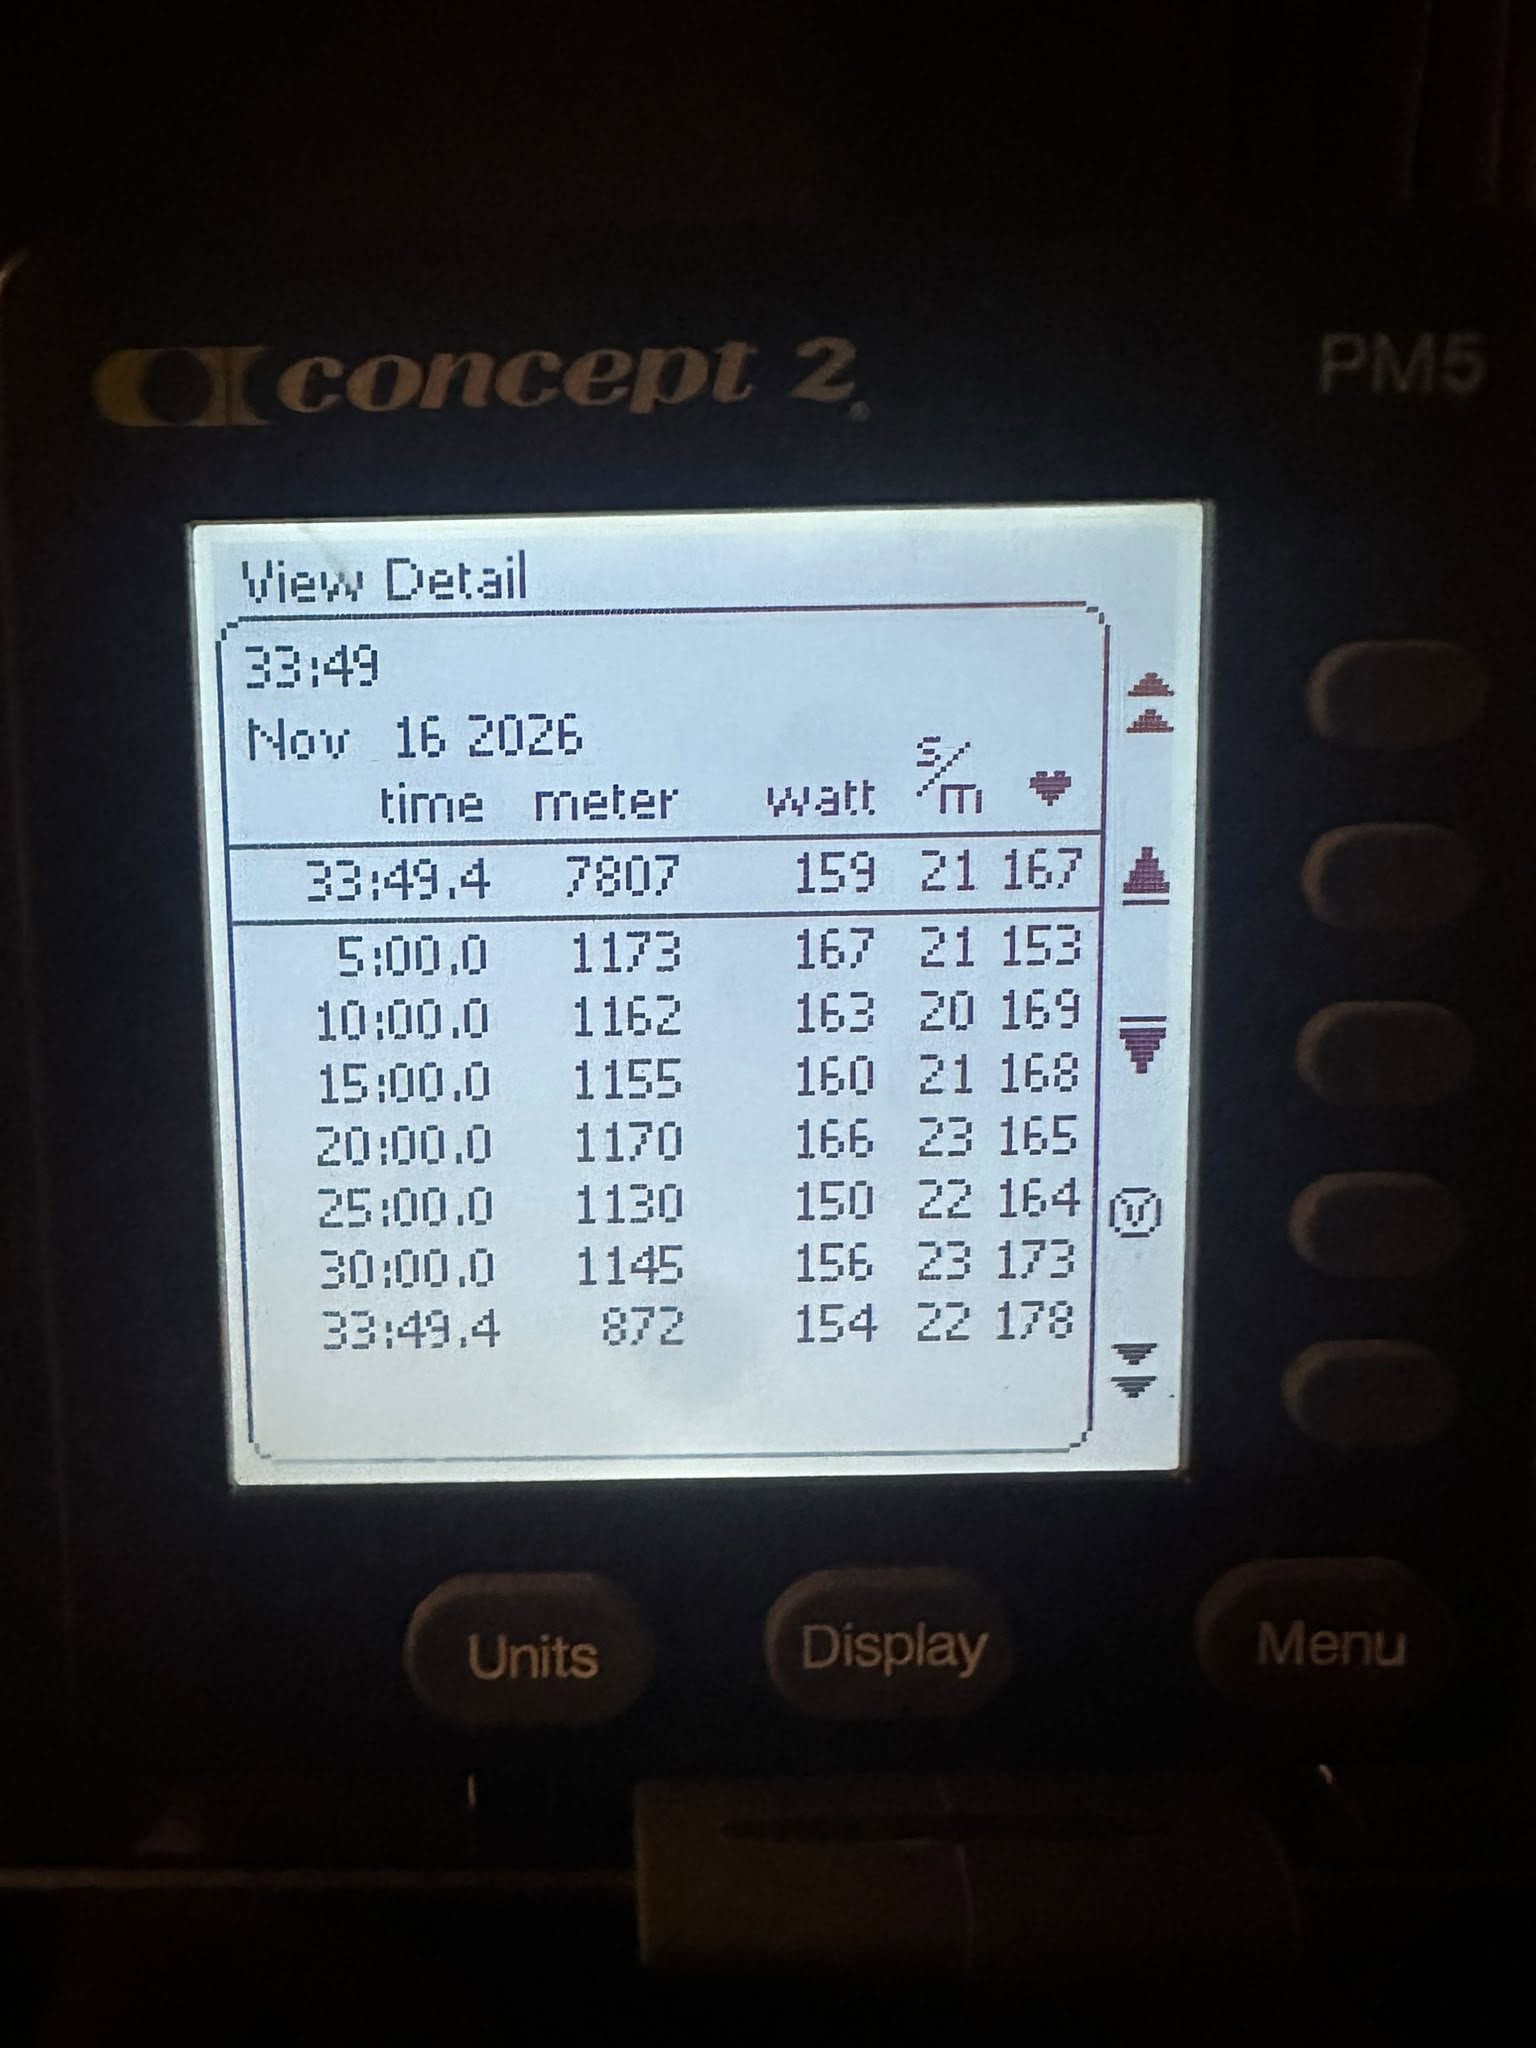 concept 2 PM5
View Detail
33:49
Nov 16 2026
time meter watt s/m ♥
33:49.4 7807 159 21 167
5:00.0 1173 167 21 153
10:00.0 1162 163 20 169
15:00.0 1155 160 21 168
20:00.0 1170 166 23 165
25:00.0 1130 150 22 164
30:00.0 1145 156 23 173
33:49.4 872 154 22 178
Units Display Menu